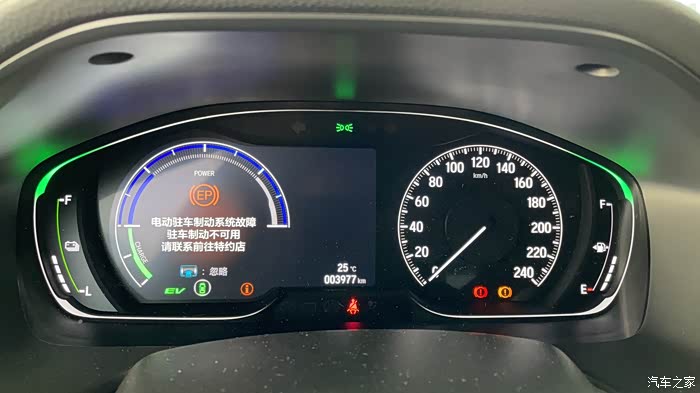 POWER
EP
电动驻车制动系统故障
驻车制动不可用
请联系前往特约店
：忽略
CHARGE
F
L
EV
25℃
003977 km
0
20
40
60
80
100
120
140
160
180
200
220
240
km/h
F
E
汽车之家